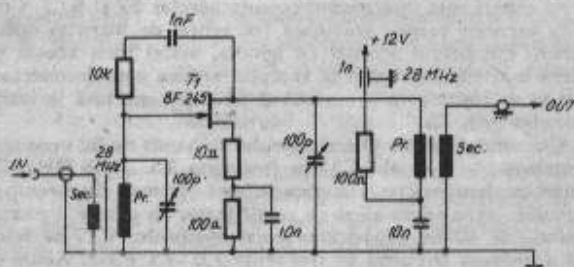 1nF
+12V
1n
28 MHz
10K
T1
BF 245
OUT
10Ω
100p
Pr.
Sec.
IN
28
MHz
100Ω
Sec.
Pr.
100p
100Ω
10n
10n